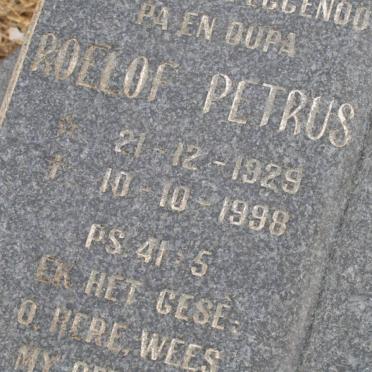 PA EN OUPA
ROELOF PETRUS
☆ 21-12-1929
† 10-10-1998
PS. 41:5
EK HET GESÊ:
O, HERE, WEES
MY